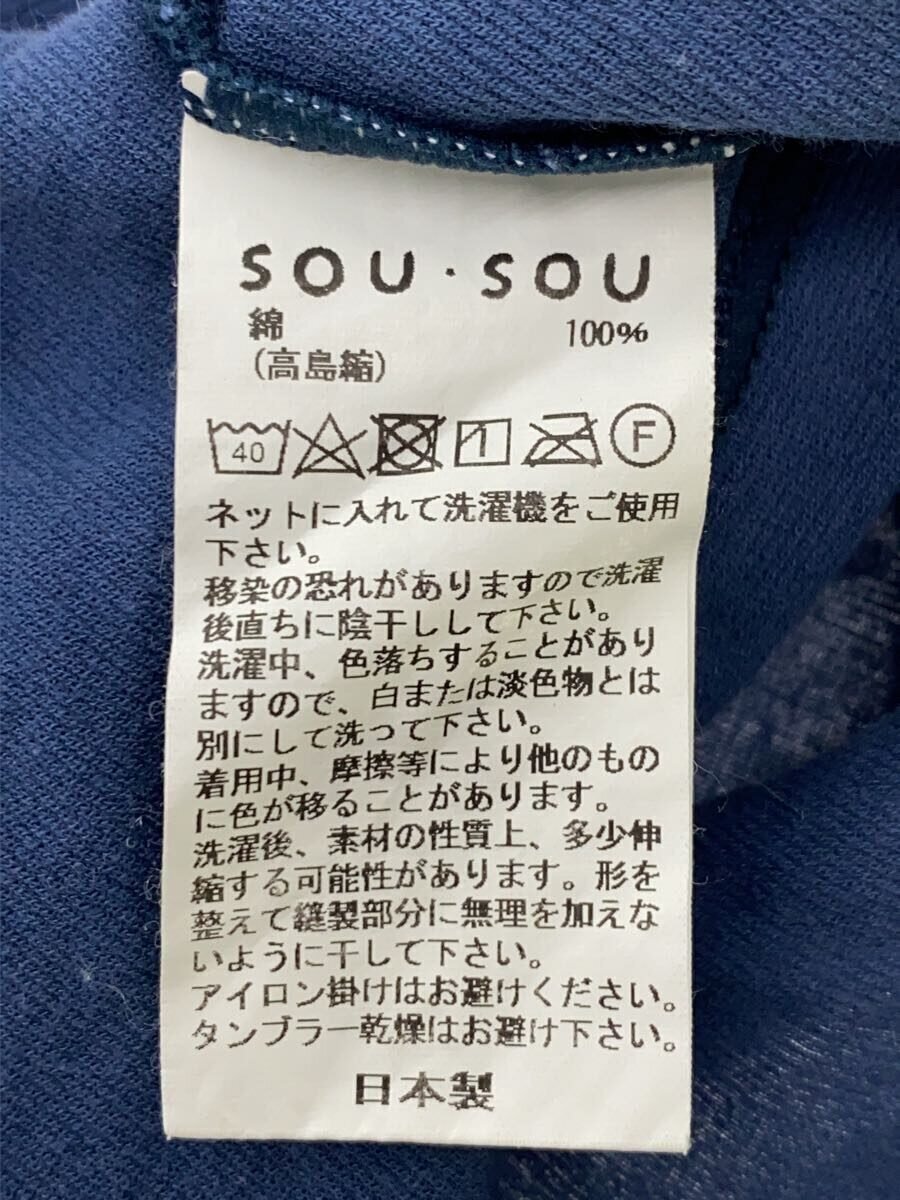 SOU・SOU
綿 100%
(高島縮)
40 F
ネットに入れて洗濯機をご使用
下さい。
移染の恐れがありますので洗濯
後直ちに陰干しして下さい。
洗濯中、色落ちすることがあり
ますので、白または淡色物とは
別にして洗って下さい。
着用中、摩擦等により他のもの
に色が移ることがあります。
洗濯後、素材の性質上、多少伸
縮する可能性があります。形を
整えて縫製部分に無理を加えな
いように干して下さい。
アイロン掛けはお避けください。
タンブラー乾燥はお避け下さい。
日本製